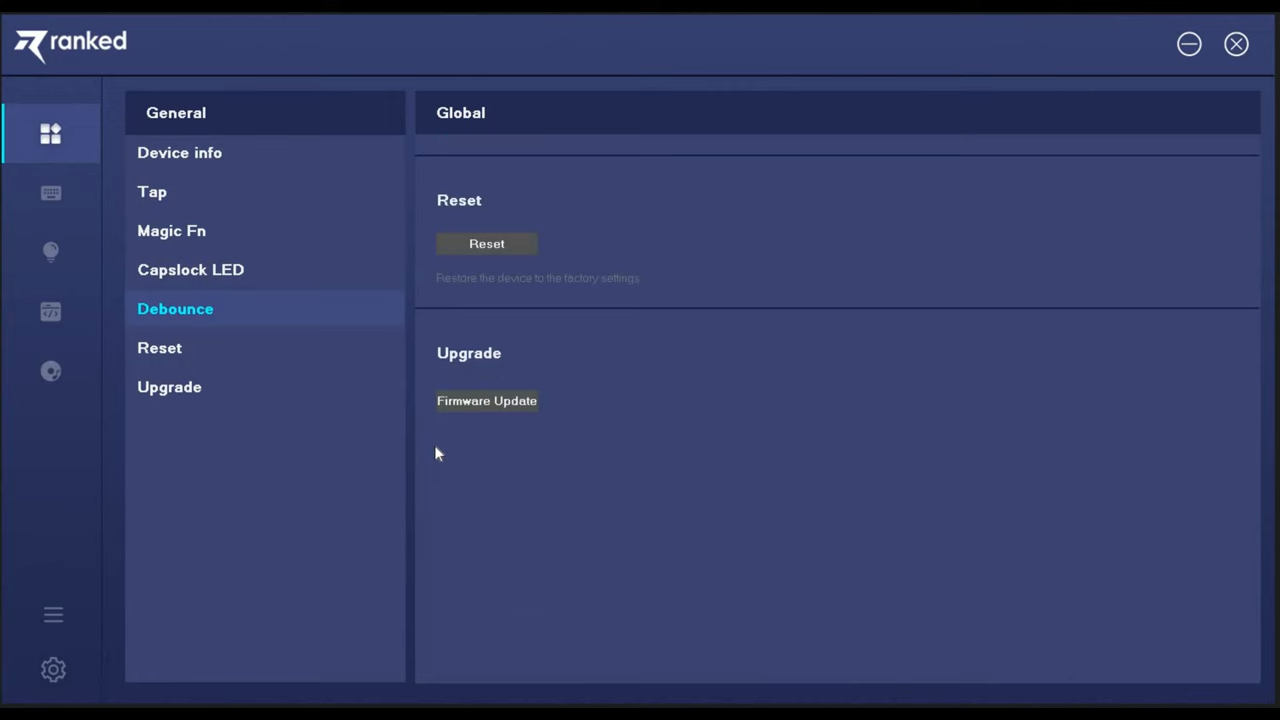 ranked
General
Device info
Tap
Magic Fn
Capslock LED
Debounce
Reset
Upgrade
Global
Reset
Reset
Restore the device to the factory settings
Upgrade
Firmware Update